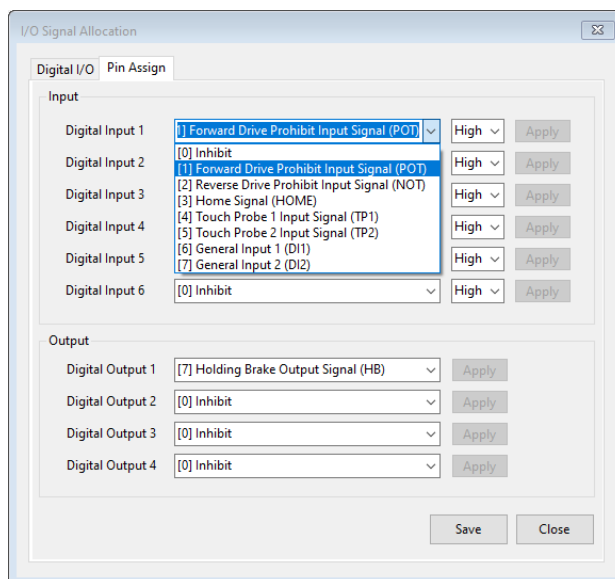 I/O Signal Allocation
Digital I/O Pin Assign
Input
Digital Input 1 1] Forward Drive Prohibit Input Signal (POT) High Apply
[0] Inhibit
Digital Input 2 [1] Forward Drive Prohibit Input Signal (POT) High Apply
[2] Reverse Drive Prohibit Input Signal (NOT)
Digital Input 3 [3] Home Signal (HOME) High Apply
[4] Touch Probe 1 Input Signal (TP1)
Digital Input 4 [5] Touch Probe 2 Input Signal (TP2) High Apply
[6] General Input 1 (DI1)
Digital Input 5 [7] General Input 2 (DI2) High Apply
Digital Input 6 [0] Inhibit High Apply
Output
Digital Output 1 [7] Holding Brake Output Signal (HB) Apply
Digital Output 2 [0] Inhibit Apply
Digital Output 3 [0] Inhibit Apply
Digital Output 4 [0] Inhibit Apply
Save Close